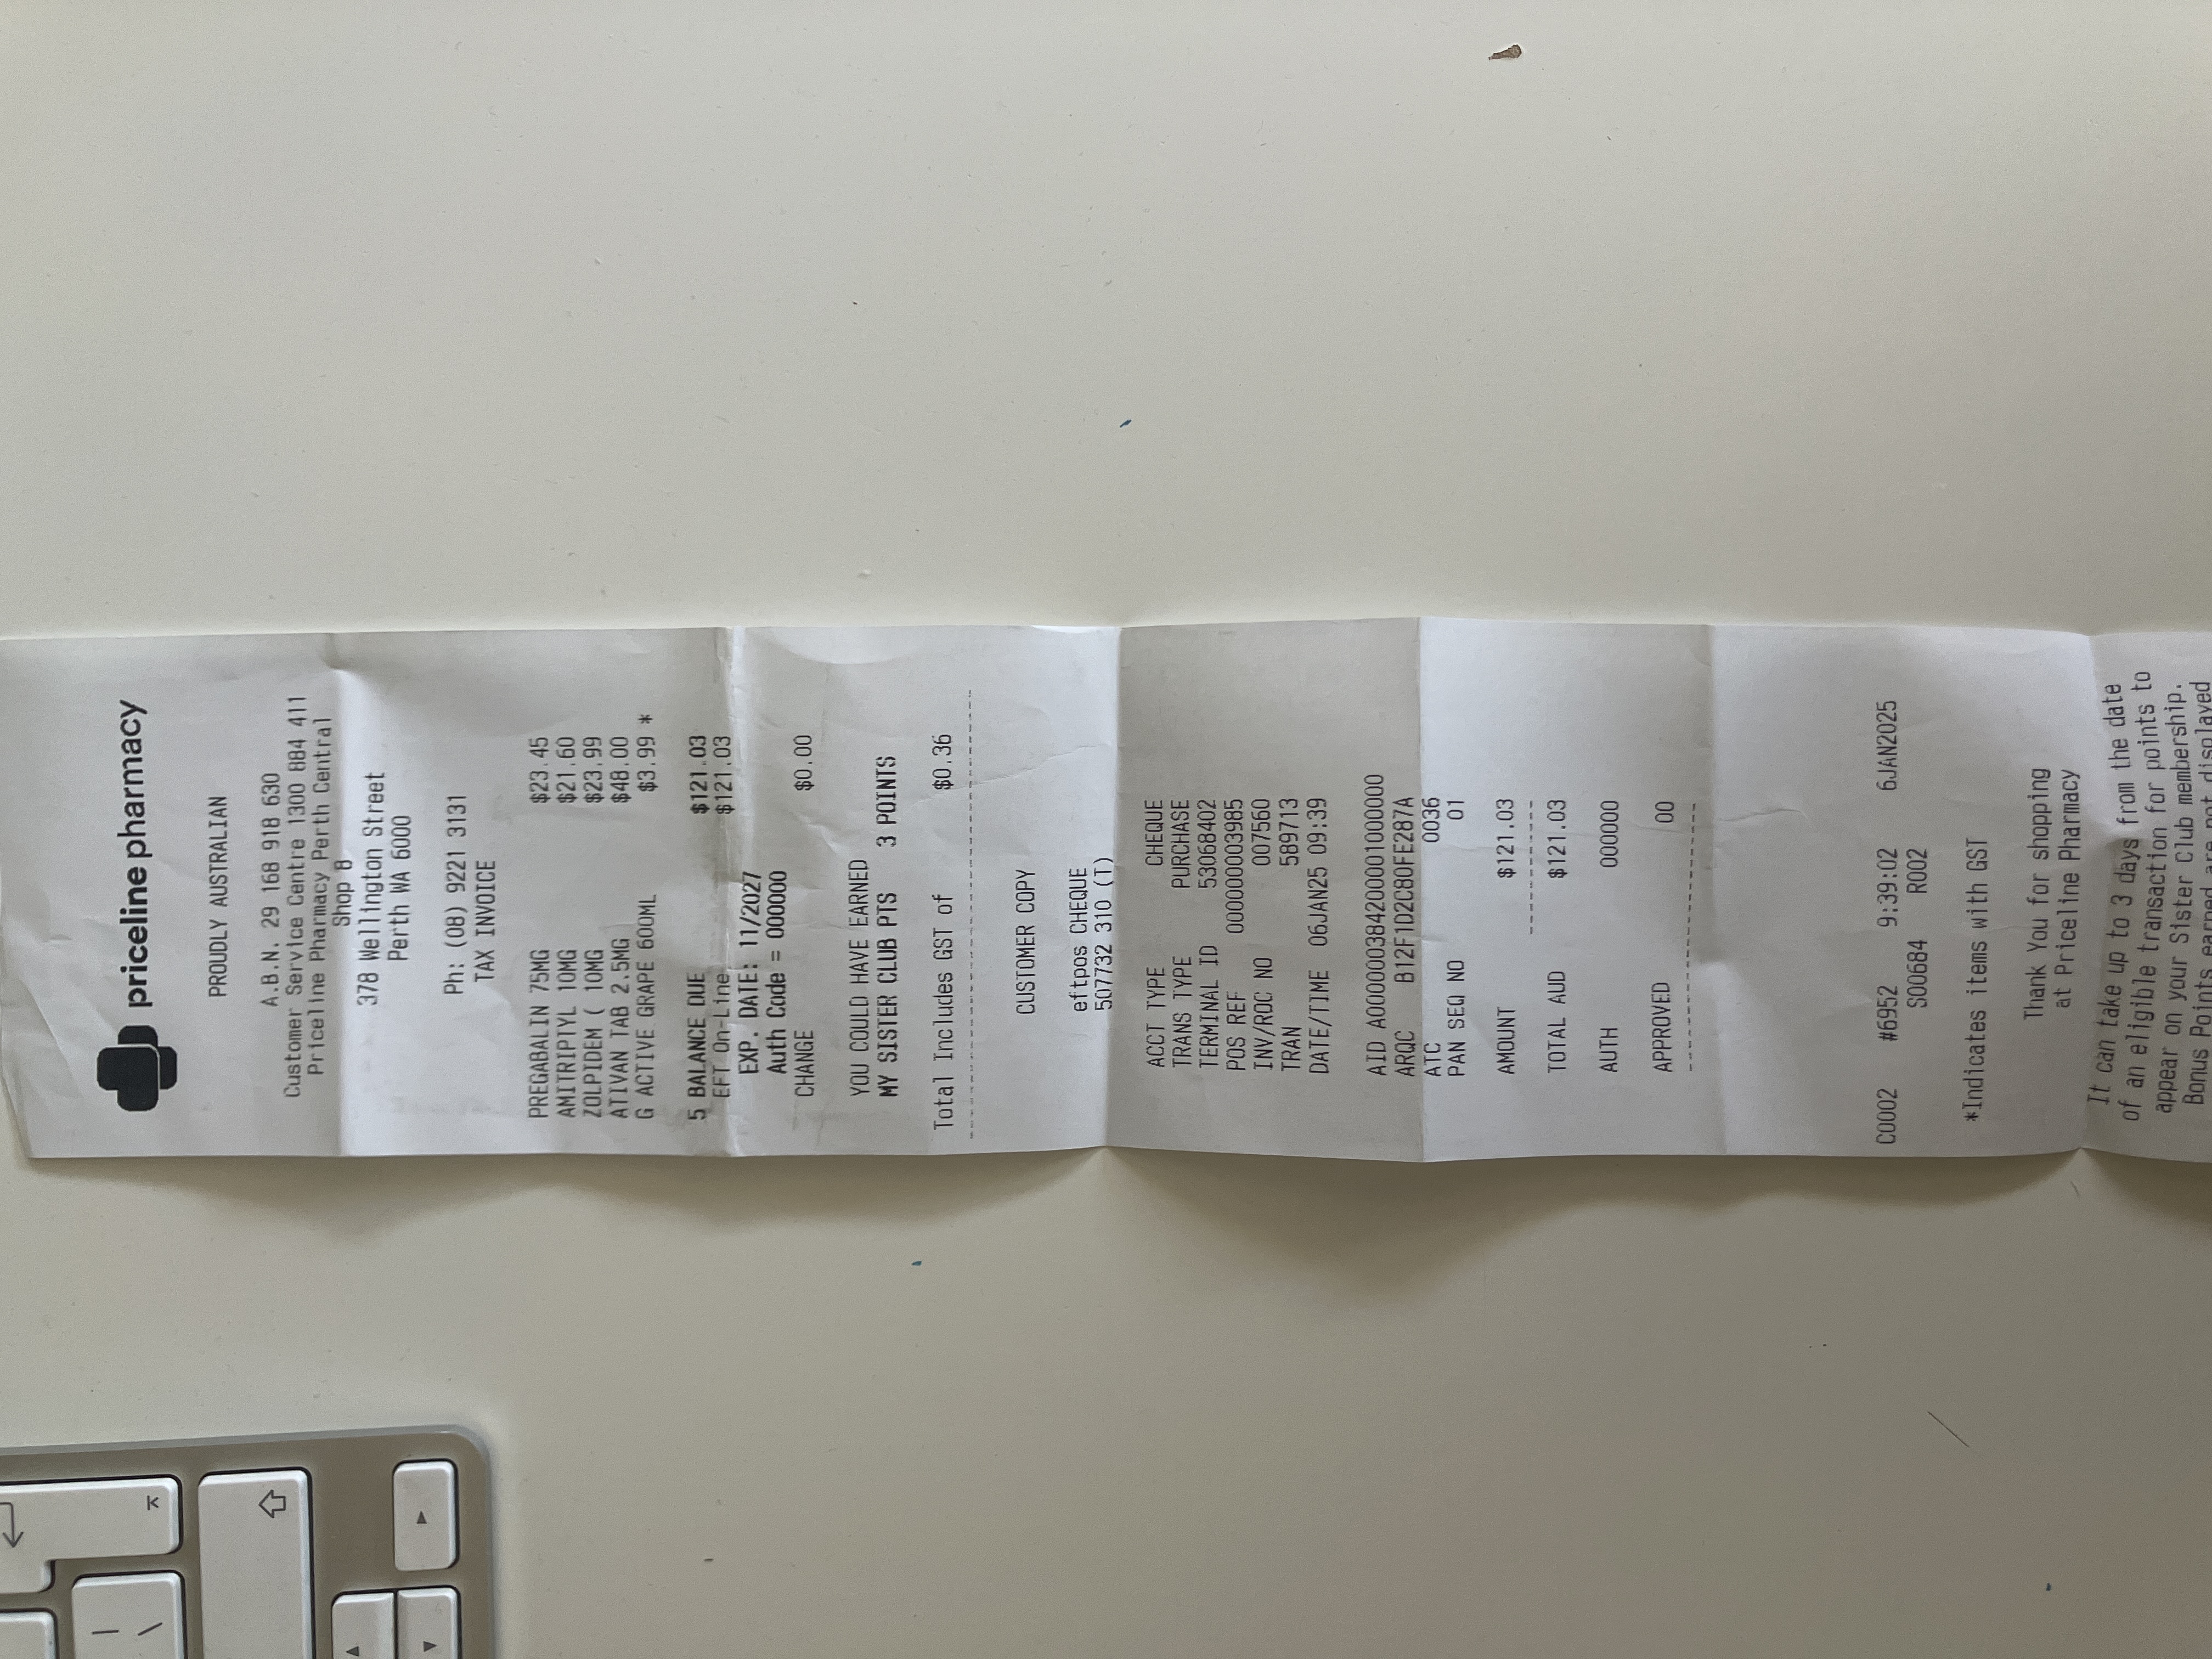 priceline pharmacy
PROUDLY AUSTRALIAN
A.B.N. 29 168 918 630
Customer Service Centre 1300 884 411
Priceline Pharmacy Perth Central
Shop 8
378 Wellington Street
Perth WA 6000
Ph: (08) 9221 3131
TAX INVOICE
PREGABALIN 75MG $23.45
AMITRIPTYL 10MG $21.60
ZOLPIDEM ( 10MG $23.99
ATIVAN TAB 2.5MG $48.00
G ACTIVE GRAPE 600ML $3.99 *
5 BALANCE DUE $121.03
EFT On-Line $121.03
EXP. DATE: 11/2027
Auth Code = 000000
CHANGE $0.00
YOU COULD HAVE EARNED
MY SISTER CLUB PTS 3 POINTS
Total Includes GST of $0.36
CUSTOMER COPY
eftpos CHEQUE
507732 310 (T)
ACCT TYPE CHEQUE
TRANS TYPE PURCHASE
TERMINAL ID 53068402
POS REF 000000003985
INV/ROC NO 007560
TRAN 589713
DATE/TIME 06JAN25 09:39
AID A0000003842000010000​00
ARQC B12F1D2C80FE287A
ATC 0036
PAN SEQ NO 01
AMOUNT $121.03
TOTAL AUD $121.03
AUTH 000000
APPROVED 00
C0002 #6952 9:39:02 6JAN2025
S00684 R002
*Indicates items with GST
Thank You for shopping
at Priceline Pharmacy
It can take up to 3 days from the date
of an eligible transaction for points to
appear on your Sister Club membership.
Bonus Points earned are not displayed